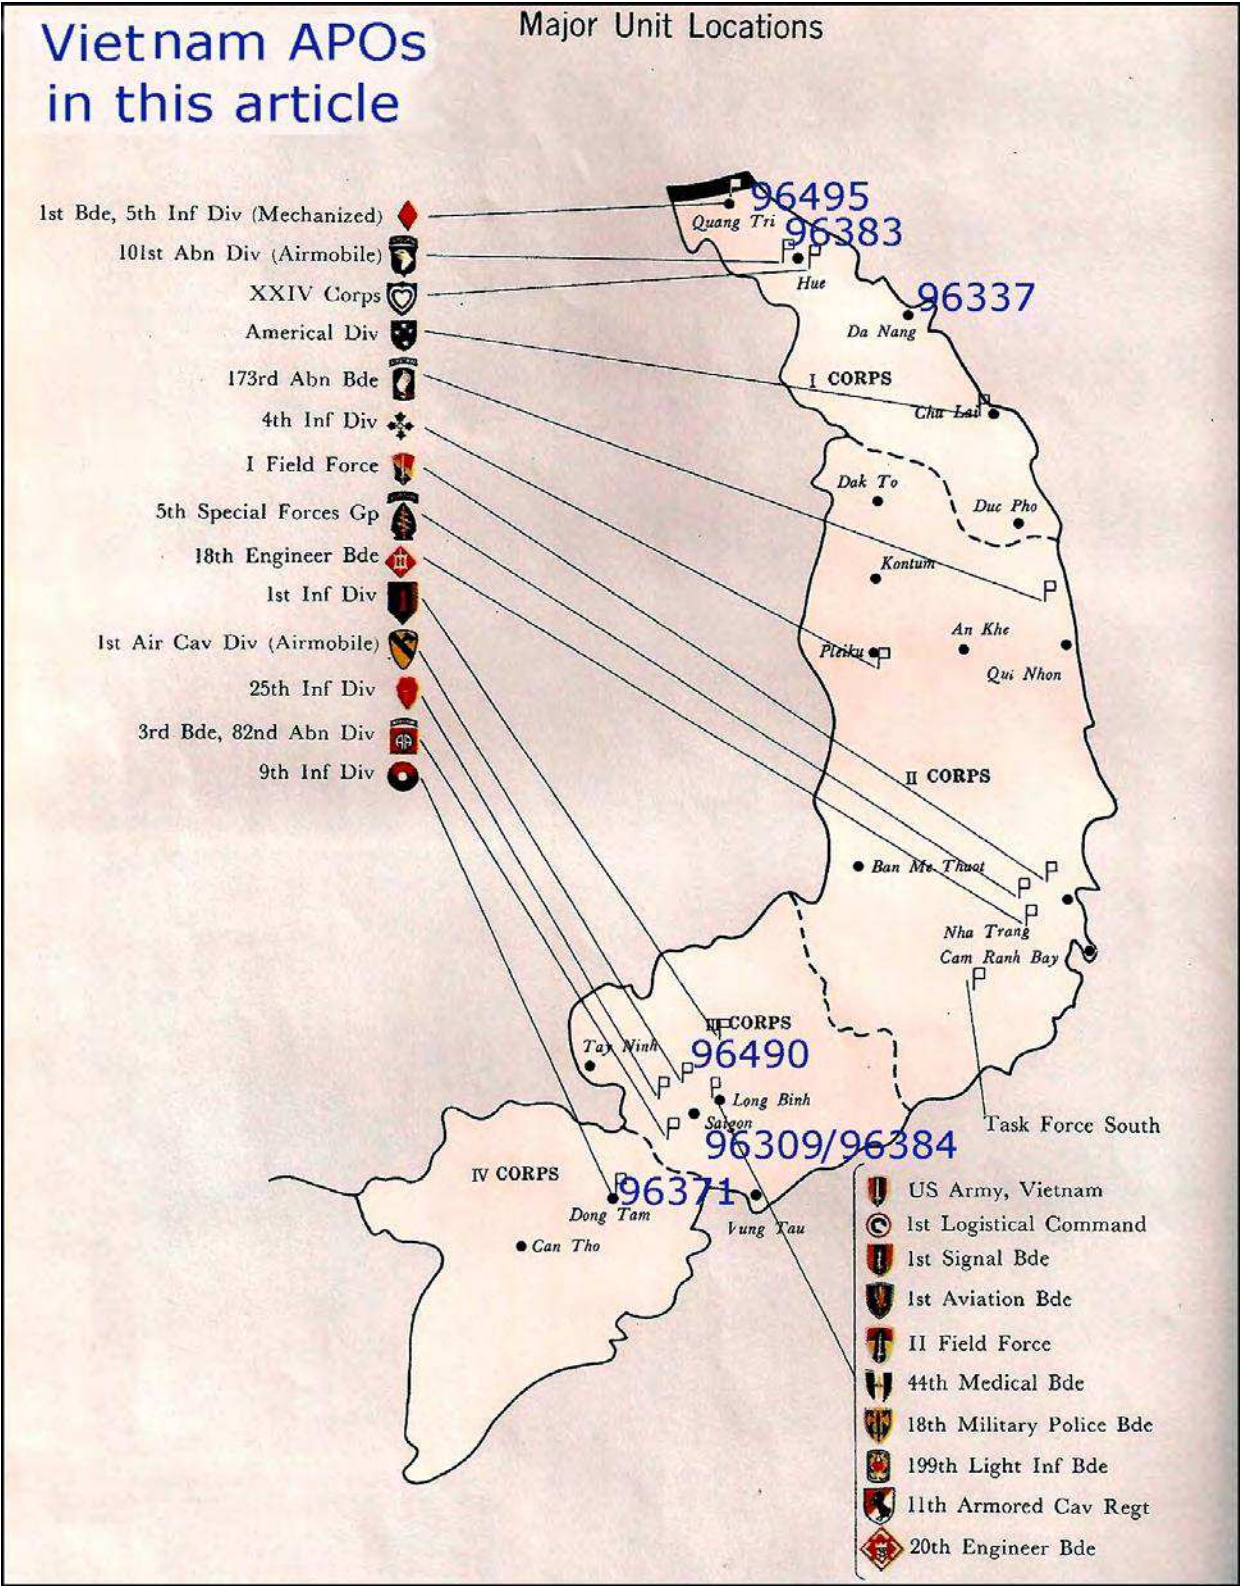 Major Unit Locations
Vietnam APOs
in this article
1st Bde, 5th Inf Div (Mechanized)
101st Abn Div (Airmobile)
XXIV Corps
Americal Div
173rd Abn Bde
4th Inf Div
I Field Force
5th Special Forces Gp
18th Engineer Bde
1st Inf Div
1st Air Cav Div (Airmobile)
25th Inf Div
3rd Bde, 82nd Abn Div
AA
9th Inf Div
96495
Quang Tri
96383
Hue
96337
Da Nang
I CORPS
Chu Lai
Dak To
Duc Pho
Kontum
An Khe
Pleiku
Qui Nhon
II CORPS
Ban Me Thuot
Nha Trang
Cam Ranh Bay
III CORPS
Tay Ninh
96490
Long Binh
Saigon
Task Force South
96309/96384
IV CORPS
96371
Dong Tam
Vung Tau
Can Tho
US Army, Vietnam
1st Logistical Command
1st Signal Bde
1st Aviation Bde
II Field Force
44th Medical Bde
18th Military Police Bde
199th Light Inf Bde
11th Armored Cav Regt
20th Engineer Bde